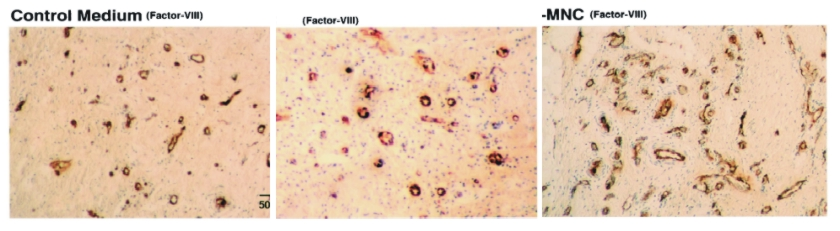 Control Medium (Factor-VIII)
(Factor-VIII)
-MNC (Factor-VIII)
50